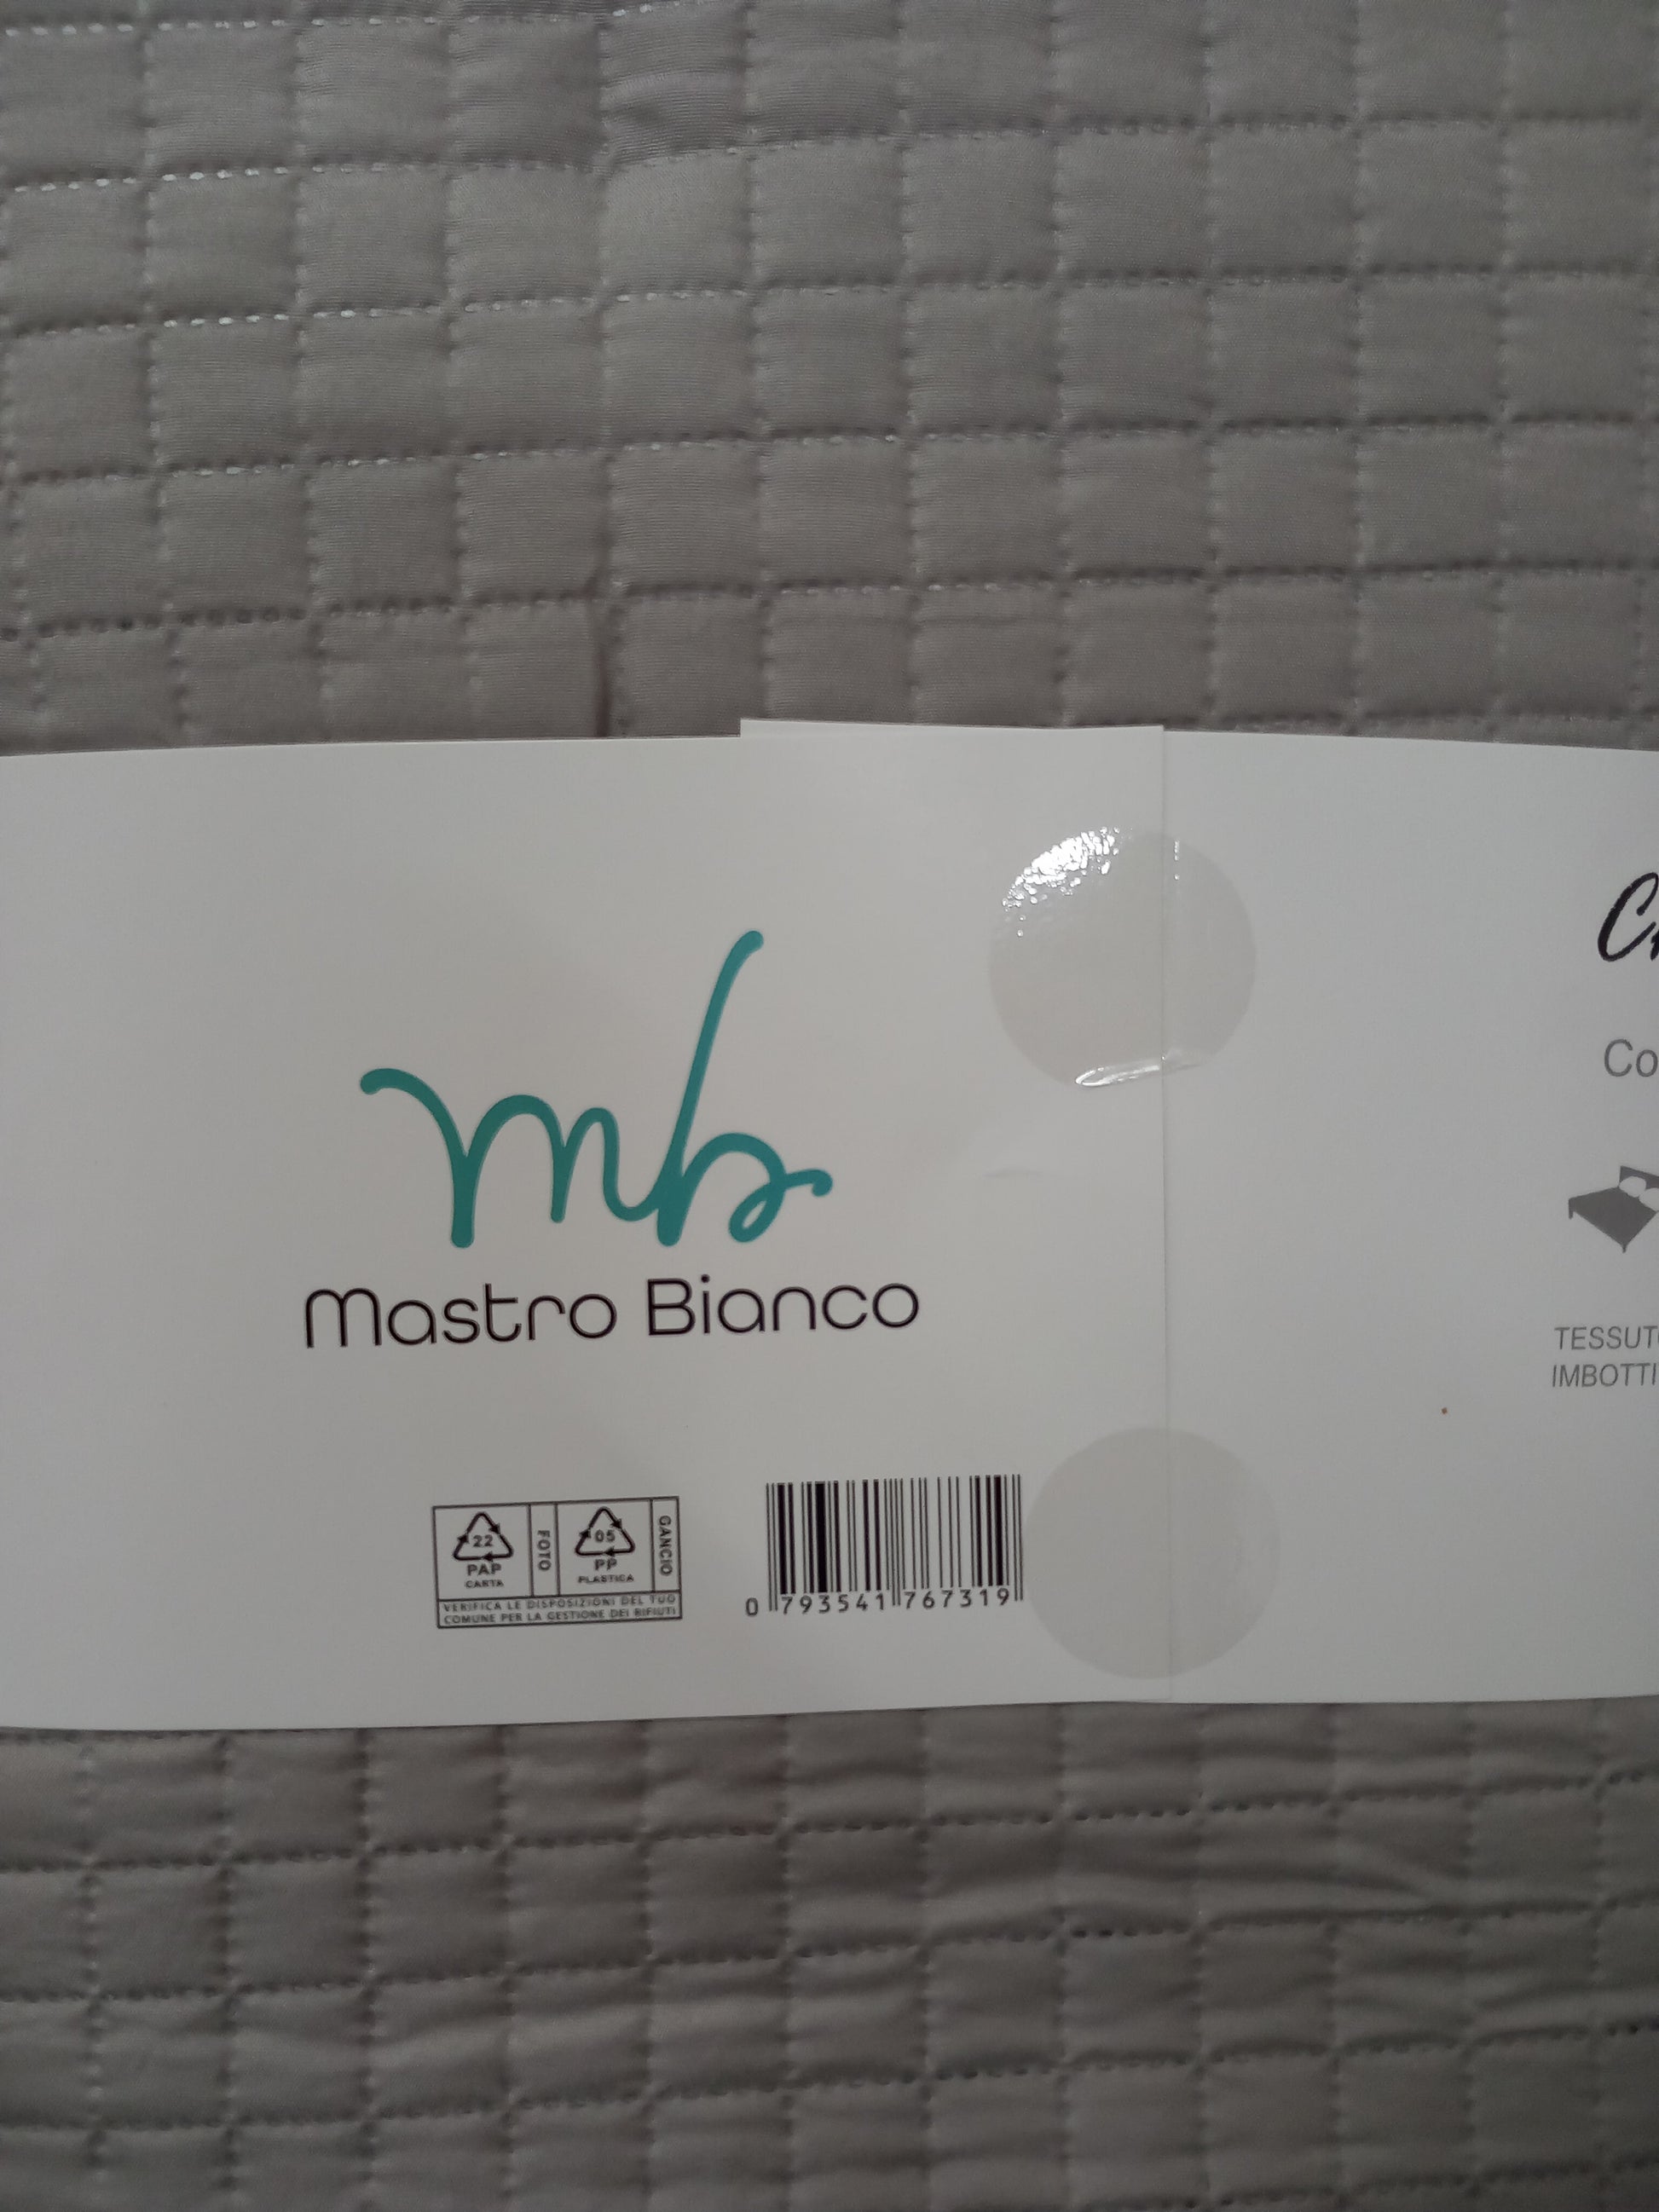 mb
Mastro Bianco
Co
TESSUT
IMBOTTI
22
PAP
CARTA
FOTO
05
PP
PLASTICA
GANCIO
VERIFICA LE DISPOSIZIONI DEL TUO
COMUNE PER LA GESTIONE DEI RIFIUTI
0 793541 767319